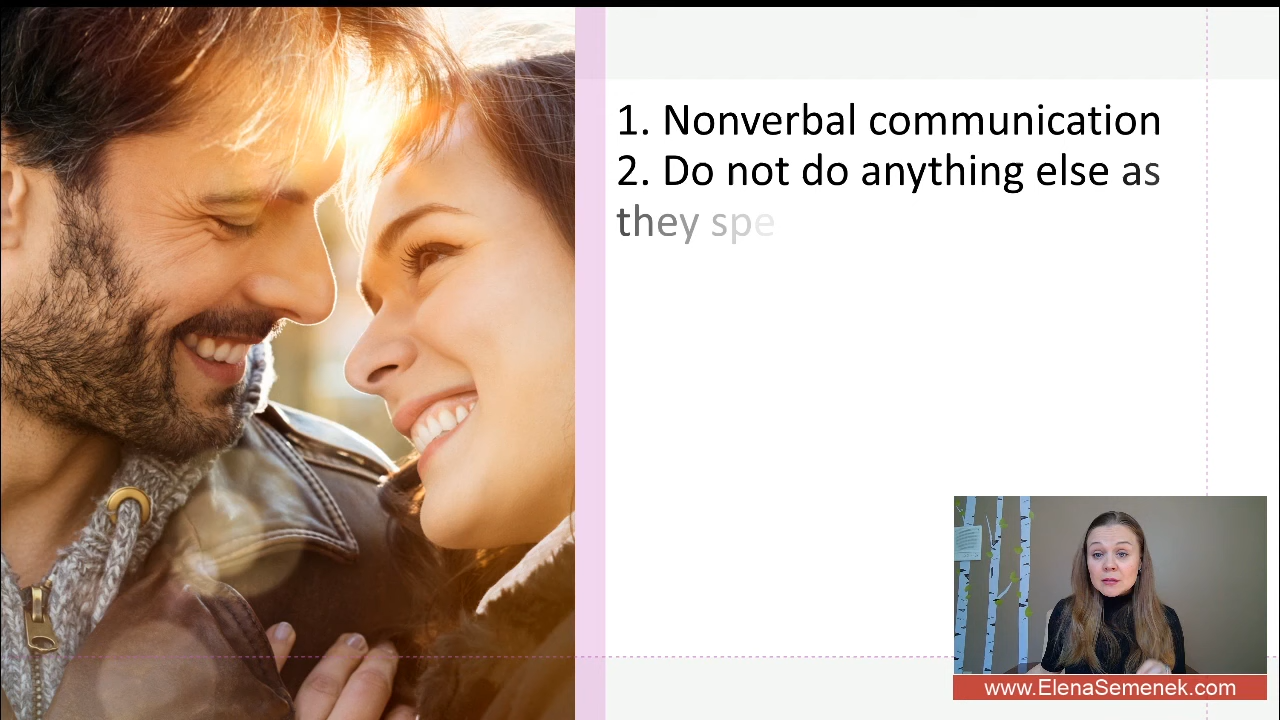 1. Nonverbal communication
2. Do not do anything else as
they spe
www.ElenaSemenek.com